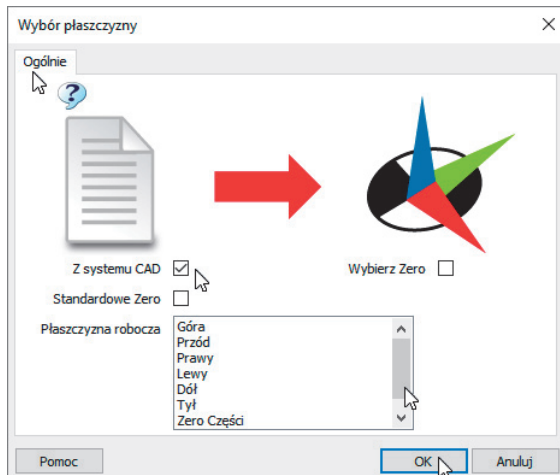 Wybór płaszczyzny
Ogólnie
?
Z systemu CAD
Wybierz Zero
Standardowe Zero
Płaszczyzna robocza
Góra
Przód
Prawy
Lewy
Dół
Tył
Zero Części
Pomoc
OK
Anuluj